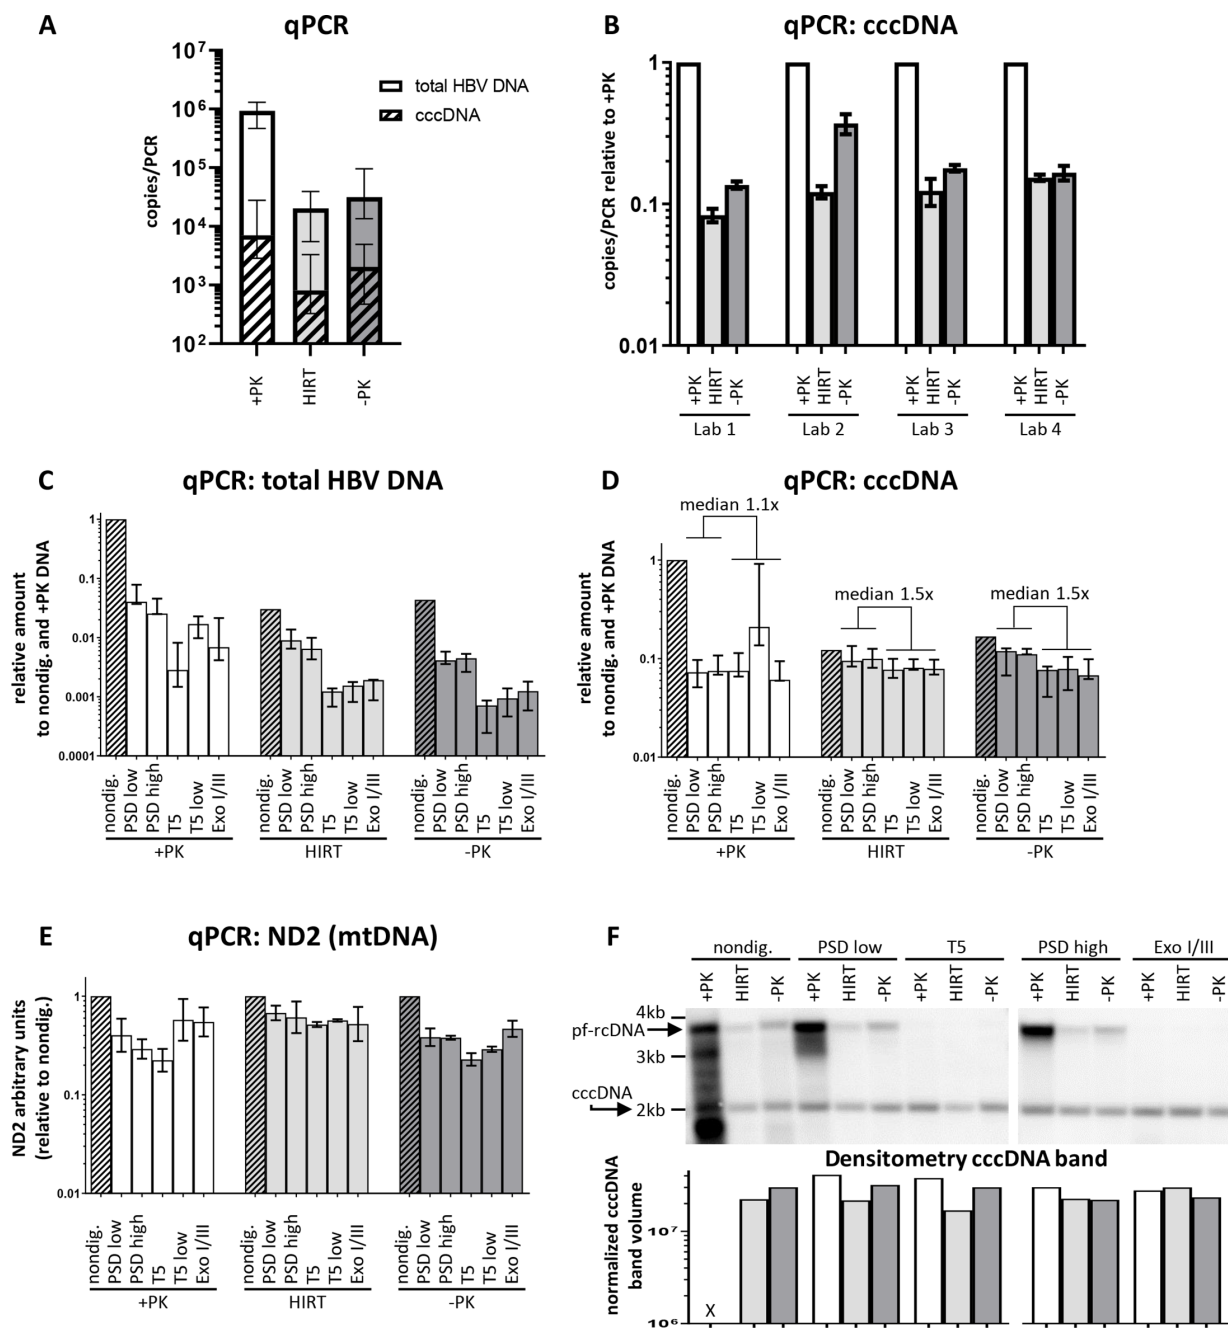 A
qPCR
10⁷
10⁶
10⁵
10⁴
10³
10²
copies/PCR
total HBV DNA
cccDNA
+PK
HIRT
-PK
B
qPCR: cccDNA
1
0.1
0.01
copies/PCR relative to +PK
+PK HIRT -PK +PK HIRT -PK +PK HIRT -PK +PK HIRT -PK
Lab 1 Lab 2 Lab 3 Lab 4
C
qPCR: total HBV DNA
1
0.1
0.01
0.001
0.0001
relative amount
to nondig. and +PK DNA
nondig. PSD low PSD high T5 T5 low Exo I/III nondig. PSD low PSD high T5 T5 low Exo I/III nondig. PSD low PSD high T5 T5 low Exo I/III
+PK HIRT -PK
D
qPCR: cccDNA
median 1.1x
median 1.5x
median 1.5x
1
0.1
0.01
relative amount
to nondig. and +PK DNA
nondig. PSD low PSD high T5 T5 low Exo I/III nondig. PSD low PSD high T5 T5 low Exo I/III nondig. PSD low PSD high T5 T5 low Exo I/III
+PK HIRT -PK
E
qPCR: ND2 (mtDNA)
1
0.1
0.01
ND2 arbitrary units
(relative to nondig.)
nondig. PSD low PSD high T5 T5 low Exo I/III nondig. PSD low PSD high T5 T5 low Exo I/III nondig. PSD low PSD high T5 T5 low Exo I/III
+PK HIRT -PK
F
nondig. PSD low T5 PSD high Exo I/III
+PK HIRT -PK +PK HIRT -PK +PK HIRT -PK +PK HIRT -PK +PK HIRT -PK
4kb
pf-rcDNA
3kb
cccDNA
2kb
Densitometry cccDNA band
normalized cccDNA
band volume
10⁷
10⁶
X